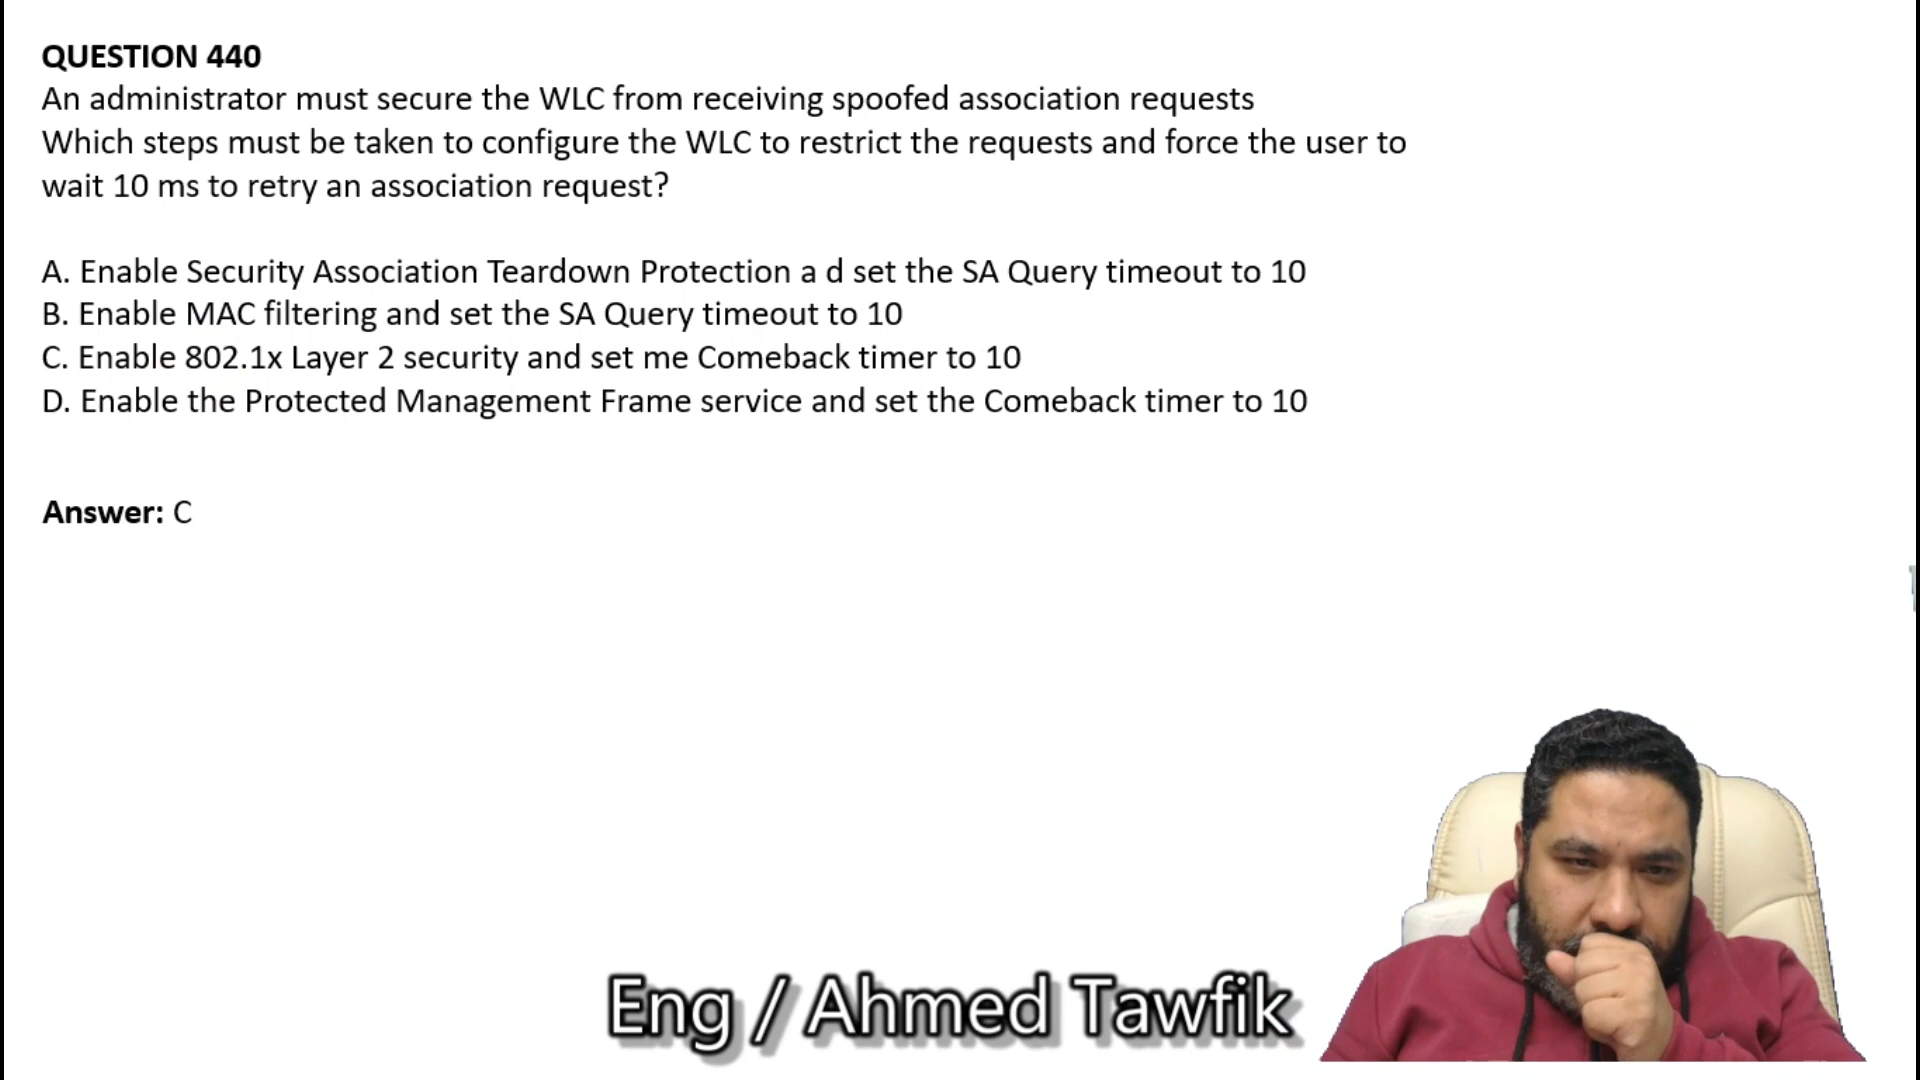 QUESTION 440
An administrator must secure the WLC from receiving spoofed association requests
Which steps must be taken to configure the WLC to restrict the requests and force the user to
wait 10 ms to retry an association request?
A. Enable Security Association Teardown Protection a d set the SA Query timeout to 10
B. Enable MAC filtering and set the SA Query timeout to 10
C. Enable 802.1x Layer 2 security and set me Comeback timer to 10
D. Enable the Protected Management Frame service and set the Comeback timer to 10
Answer: C
Eng / Ahmed Tawfik